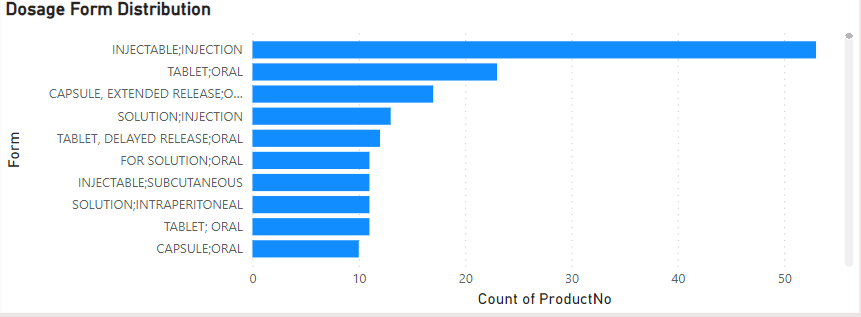 Dosage Form Distribution
INJECTABLE;INJECTION
TABLET;ORAL
CAPSULE, EXTENDED RELEASE;O...
SOLUTION;INJECTION
TABLET, DELAYED RELEASE;ORAL
FOR SOLUTION;ORAL
INJECTABLE;SUBCUTANEOUS
SOLUTION;INTRAPERITONEAL
TABLET; ORAL
CAPSULE;ORAL
Form
0 10 20 30 40 50
Count of ProductNo